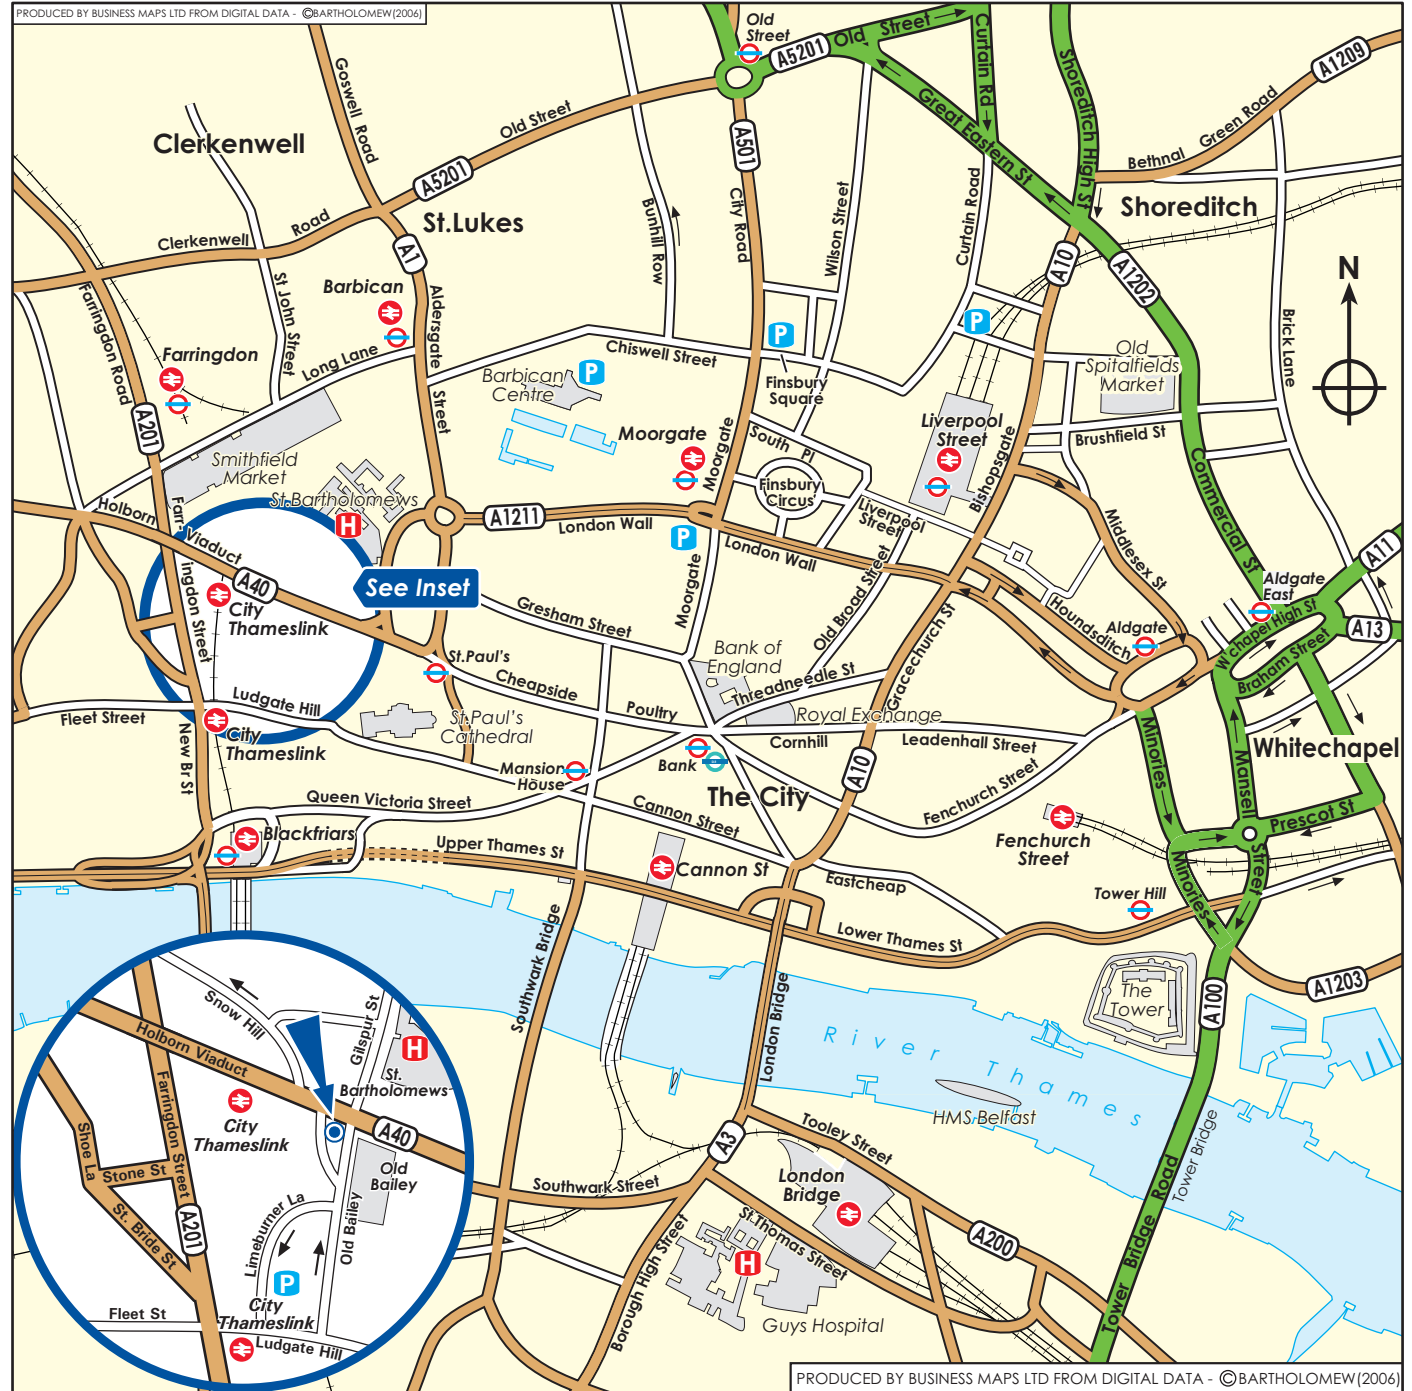 PRODUCED BY BUSINESS MAPS LTD FROM DIGITAL DATA - ©BARTHOLOMEW(2006)
Old
Street
A5201
Old Street
Curtain Rd
Shoreditch High St
A1209
Goswell Road
Clerkenwell
Old Street
A5201
A501
Great Eastern St
Bethnal Green Road
Shoreditch
St.Lukes
Clerkenwell Road
A1
Bunhill Row
City Road
Wilson Street
Curtain Road
A10
A1202
N
Barbican
Farringdon
Farringdon Road
St John Street
Long Lane
Aldersgate Street
Chiswell Street
P
P
P
Finsbury
Square
Barbican
Centre
Old
Spitalfields
Market
Brick Lane
A201
Smithfield
Market
Moorgate
Moorgate
South Pl
Finsbury
Circus
Liverpool
Street
Liverpool
Street
Bishopsgate
Brushfield St
Commercial St
St.Bartholomews
H
Holborn Viaduct
Farr-
ingdon Street
A1211
London Wall
P
London Wall
Middlesex St
A40
See Inset
City
Thameslink
Gresham Street
Moorgate
Old Broad Street
Gracechurch St
Houndsditch
Aldgate
Aldgate
East
A11
A13
W'chapel High St
Braham Street
St.Paul's
Cheapside
Bank of
England
Threadneedle St
Royal Exchange
Fleet Street
Ludgate Hill
City
Thameslink
St.Paul's
Cathedral
Poultry
Cornhill
Leadenhall Street
Minories
Mansell Street
Whitechapel
New Br St
Mansion
House
Bank
The City
A10
Fenchurch Street
Prescot St
Queen Victoria Street
Cannon Street
Fenchurch
Street
Blackfriars
Upper Thames St
Cannon St
Eastcheap
Minories
Tower Hill
Lower Thames St
Southwark Bridge
London Bridge
The
Tower
A100
A1203
River Thames
HMS Belfast
Tower Bridge
Tower Bridge Road
A3
Tooley Street
London
Bridge
Southwark Street
St.Thomas Street
H
A200
Borough High Street
Guys Hospital
Snow Hill
Gilspur St
Holborn Viaduct
H
St.
Bartholomews
City
Thameslink
A40
Shoe La
Stone St
Farringdon Street
St. Bride St
A201
Old
Bailey
Limeburner La
Old Bailey
P
City
Thameslink
Fleet St
Ludgate Hill
PRODUCED BY BUSINESS MAPS LTD FROM DIGITAL DATA - ©BARTHOLOMEW(2006)